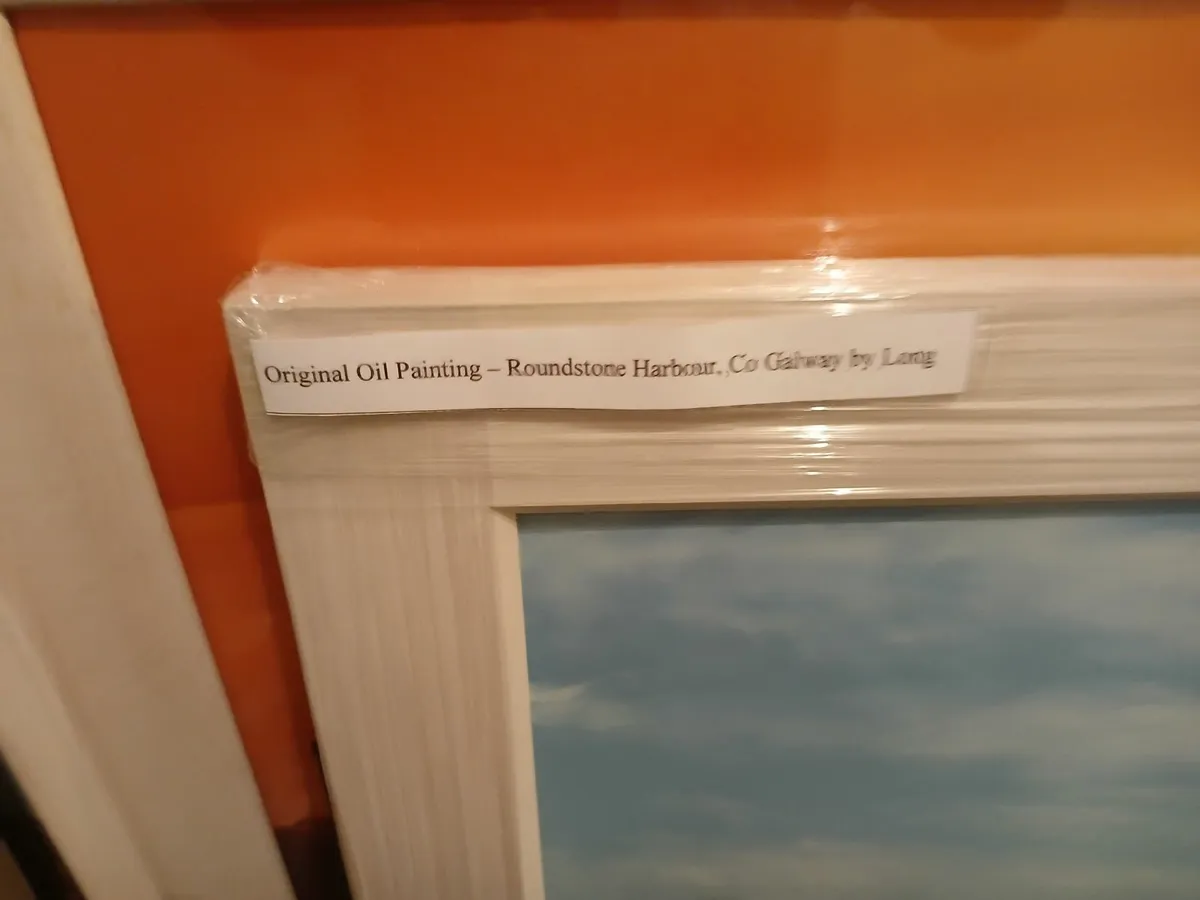 Original Oil Painting – Roundstone Harbour, Co Galway by Long